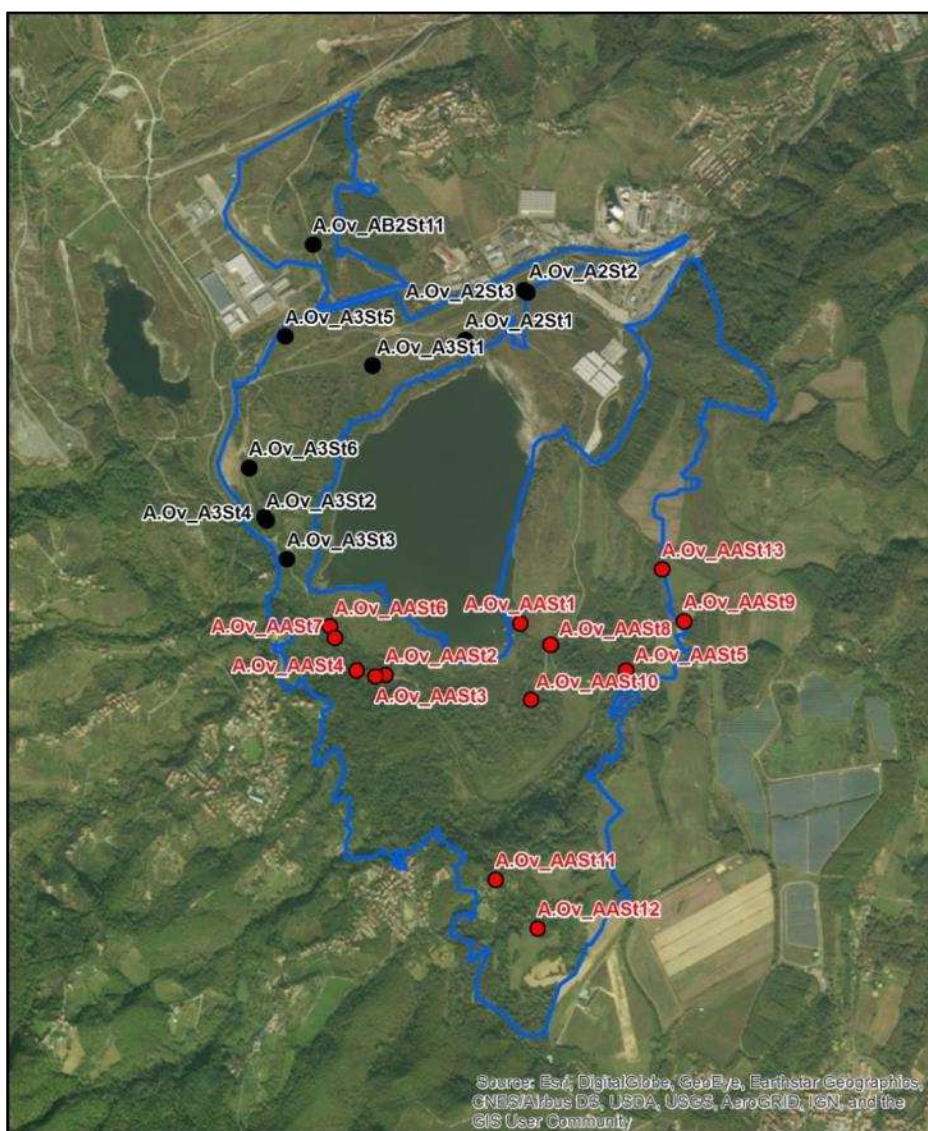 A.Ov_AB2St11
A.Ov_A2St2
A.Ov_A2St3
A.Ov_A2St1
A.Ov_A3St5
A.Ov_A3St1
A.Ov_A3St6
A.Ov_A3St2
A.Ov_A3St4
A.Ov_A3St3
A.Ov_AASt13
A.Ov_AASt6
A.Ov_AASt1
A.Ov_AASt9
A.Ov_AASt7
A.Ov_AASt8
A.Ov_AASt4
A.Ov_AASt2
A.Ov_AASt5
A.Ov_AASt10
A.Ov_AASt3
A.Ov_AASt11
A.Ov_AASt12
Source: Esri, DigitalGlobe, GeoEye, Earthstar Geographics,
CNES/Airbus DS, USDA, USGS, AeroGRID, IGN, and the
GIS User Community